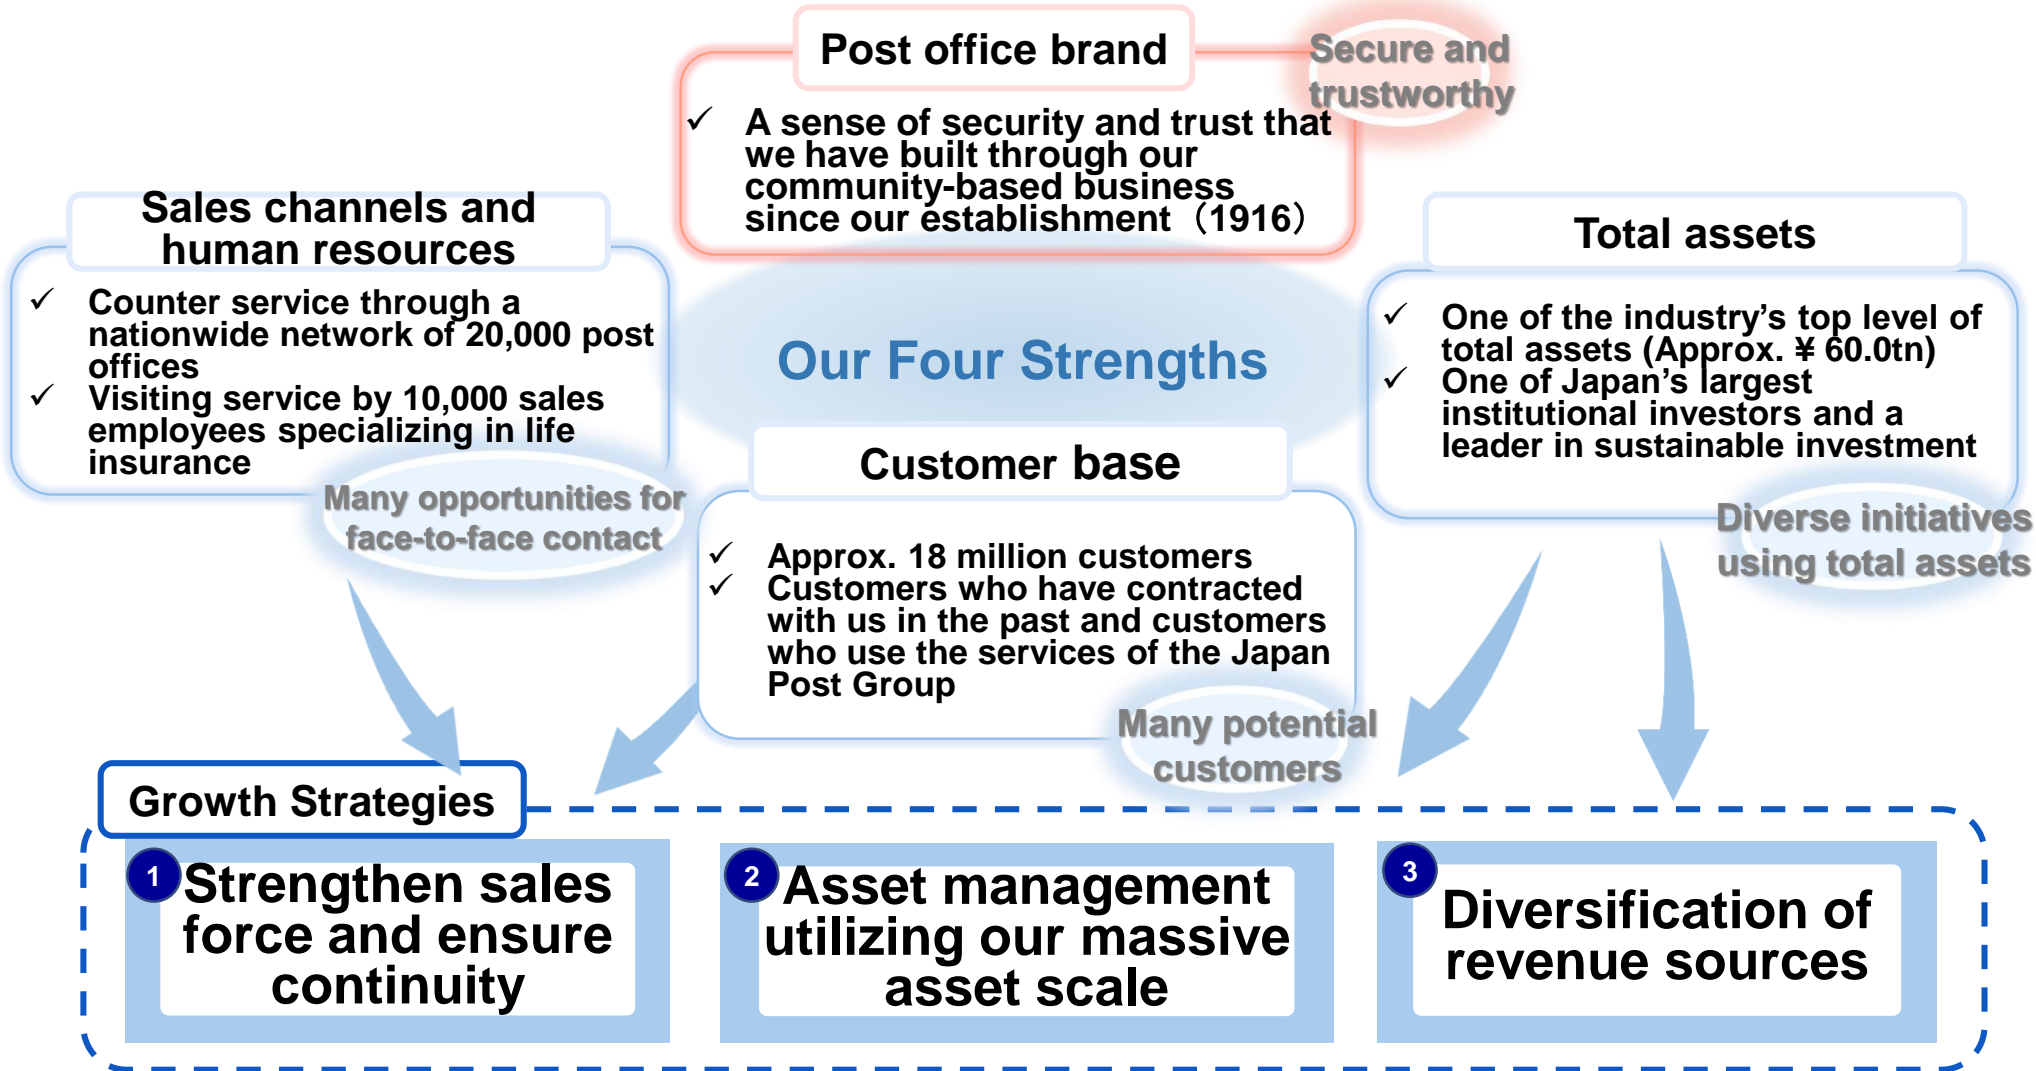 Post office brand
Secure and
trustworthy
✓ A sense of security and trust that
we have built through our
community-based business
since our establishment（1916）
Sales channels and
human resources
✓ Counter service through a
nationwide network of 20,000 post
offices
✓ Visiting service by 10,000 sales
employees specializing in life
insurance
Many opportunities for
face-to-face contact
Our Four Strengths
Total assets
✓ One of the industry’s top level of
total assets (Approx. ¥ 60.0tn)
✓ One of Japan’s largest
institutional investors and a
leader in sustainable investment
Diverse initiatives
using total assets
Customer base
✓ Approx. 18 million customers
✓ Customers who have contracted
with us in the past and customers
who use the services of the Japan
Post Group
Many potential
customers
Growth Strategies
1
Strengthen sales
force and ensure
continuity
2
Asset management
utilizing our massive
asset scale
3
Diversification of
revenue sources